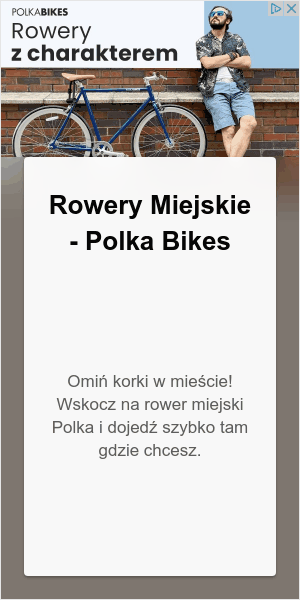 POLKABIKES
Rowery
z charakterem
Rowery Miejskie
- Polka Bikes
Omiń korki w mieście!
Wskocz na rower miejski
Polka i dojedź szybko tam
gdzie chcesz.